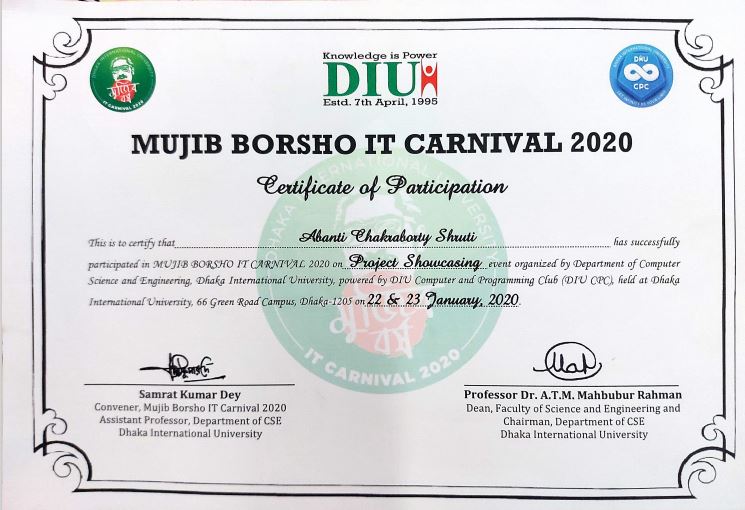 Knowledge is Power
DIU
Estd. 7th April, 1995
মুজিব
বর্ষ
IT CARNIVAL 2020
DIU
CPC
MUJIB BORSHO IT CARNIVAL 2020
Certificate of Participation
DHAKA INTERNATIONAL UNIVERSITY
This is to certify that Abanti Chakraborty Shruti has successfully
participated in MUJIB BORSHO IT CARNIVAL 2020 on Project Showcasing event organized by Department of Computer
Science and Engineering, Dhaka International University, powered by DIU Computer and Programming Club (DIU CPC), held at Dhaka
International University, 66 Green Road Campus, Dhaka-1205 on 22 & 23 January, 2020.
মুজিব
বর্ষ
IT CARNIVAL 2020
Samrat Kumar Dey
Convener, Mujib Borsho IT Carnival 2020
Assistant Professor, Department of CSE
Dhaka International University
Professor Dr. A.T.M. Mahbubur Rahman
Dean, Faculty of Science and Engineering and
Chairman, Department of CSE
Dhaka International University